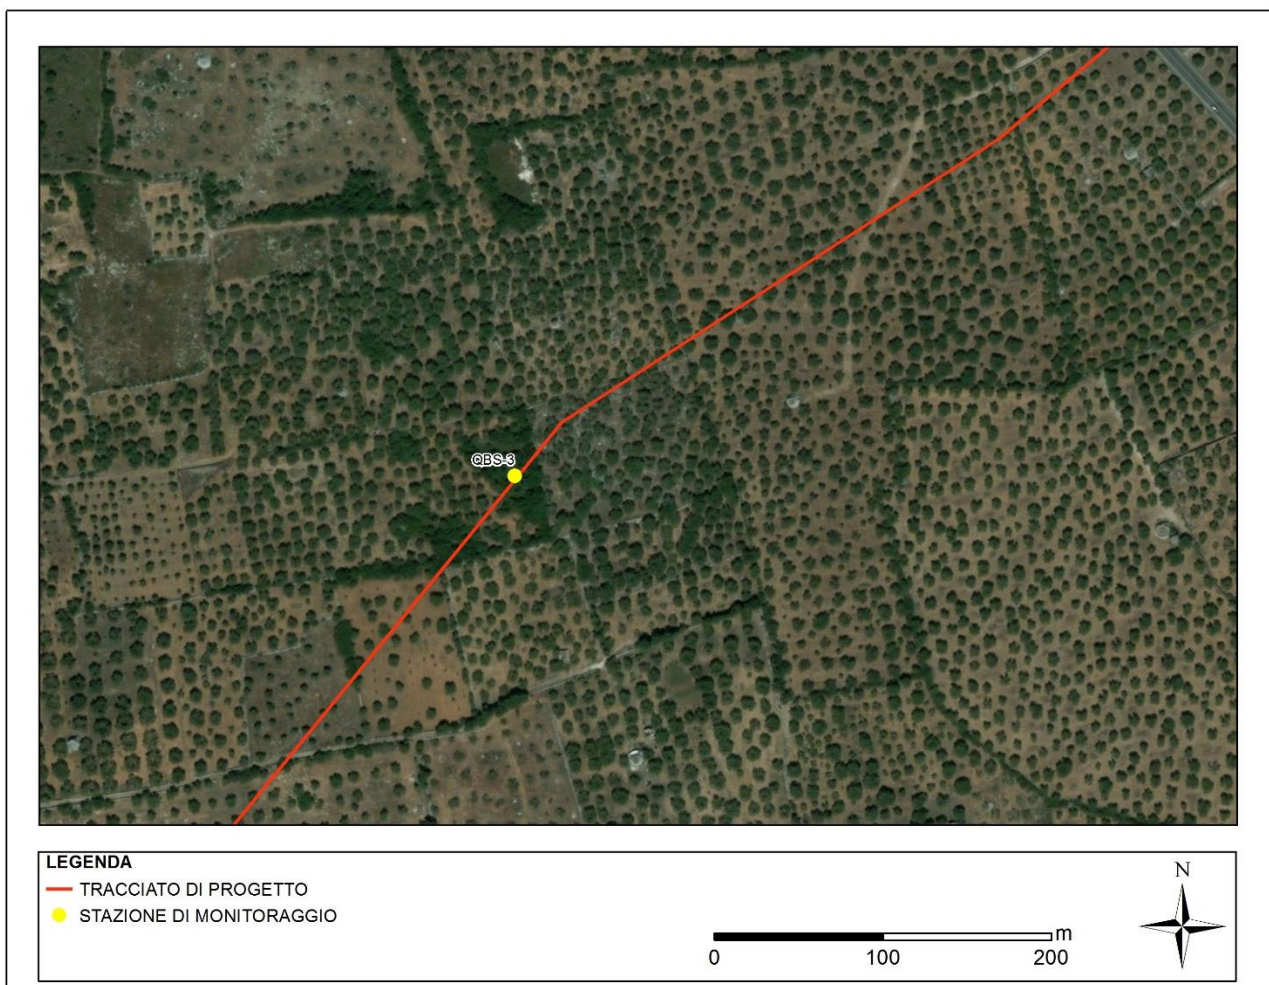 QBS-3
LEGENDA
TRACCIATO DI PROGETTO
STAZIONE DI MONITORAGGIO
N
m
0 100 200